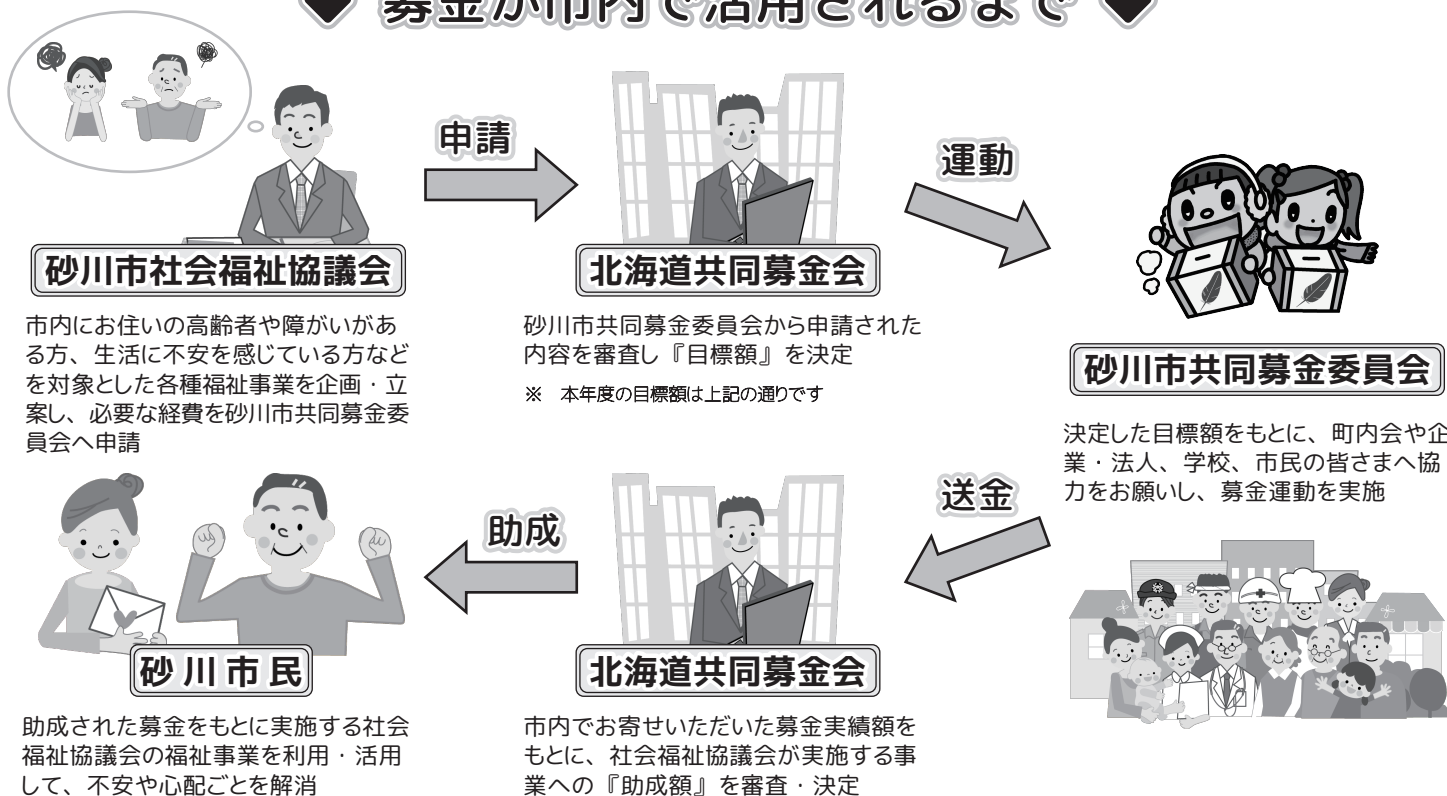 ◆ 募金が市内で活用されるまで ◆
申請
運動
砂川市社会福祉協議会
市内にお住いの高齢者や障がいがあ
る方、生活に不安を感じている方など
を対象とした各種福祉事業を企画・立
案し、必要な経費を砂川市共同募金委
員会へ申請
北海道共同募金会
砂川市共同募金委員会から申請された
内容を審査し『目標額』を決定
※ 本年度の目標額は上記の通りです
砂川市共同募金委員会
決定した目標額をもとに、町内会や企
業・法人、学校、市民の皆さまへ協
力をお願いし、募金運動を実施
送金
助成
北海道共同募金会
市内でお寄せいただいた募金実績額を
もとに、社会福祉協議会が実施する事
業への『助成額』を審査・決定
砂川市民
助成された募金をもとに実施する社会
福祉協議会の福祉事業を利用・活用
して、不安や心配ごとを解消